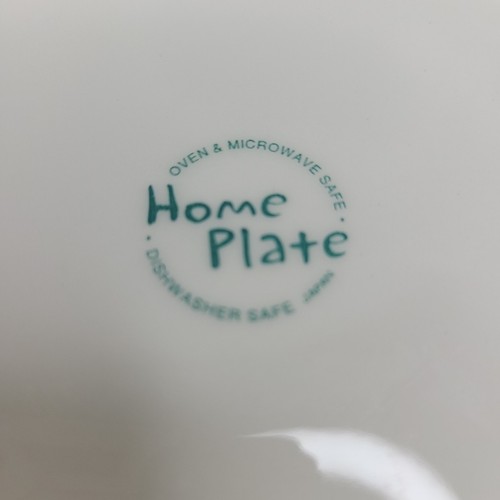 OVEN & MICROWAVE SAFE
Home
Plate
DISHWASHER SAFE JAPAN